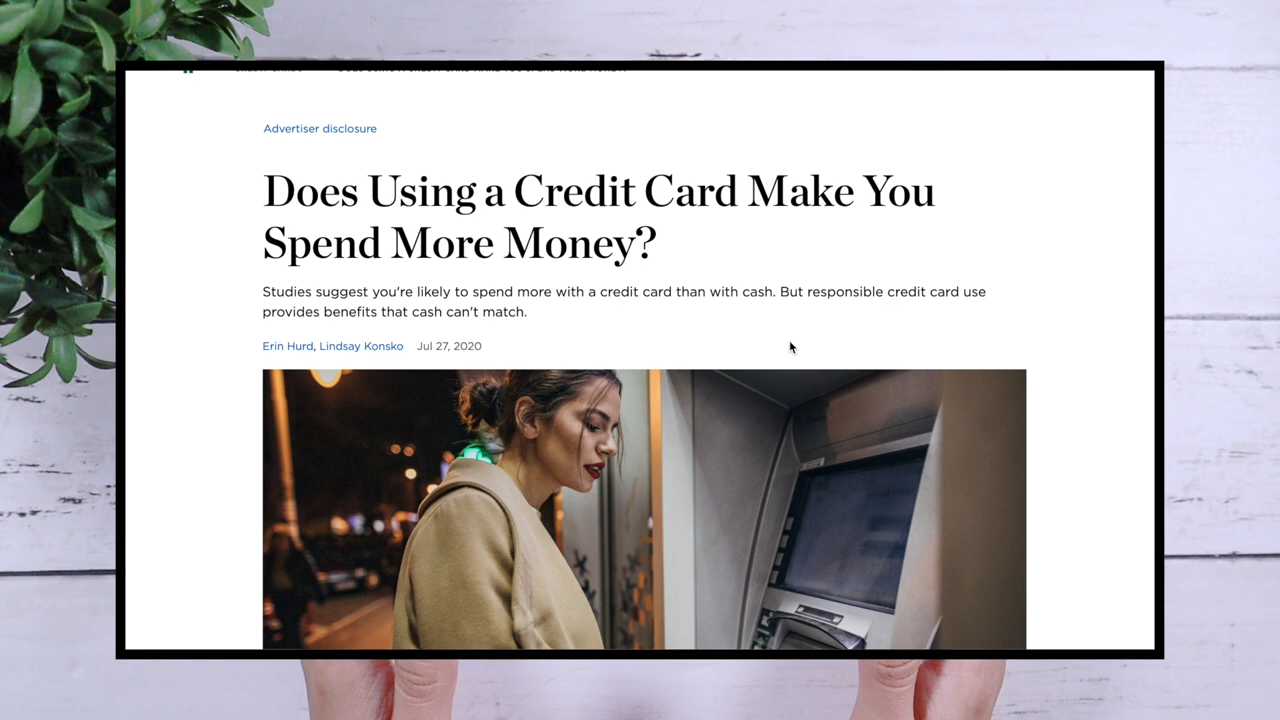 Advertiser disclosure
Does Using a Credit Card Make You
Spend More Money?
Studies suggest you're likely to spend more with a credit card than with cash. But responsible credit card use
provides benefits that cash can't match.
Erin Hurd, Lindsay Konsko Jul 27, 2020